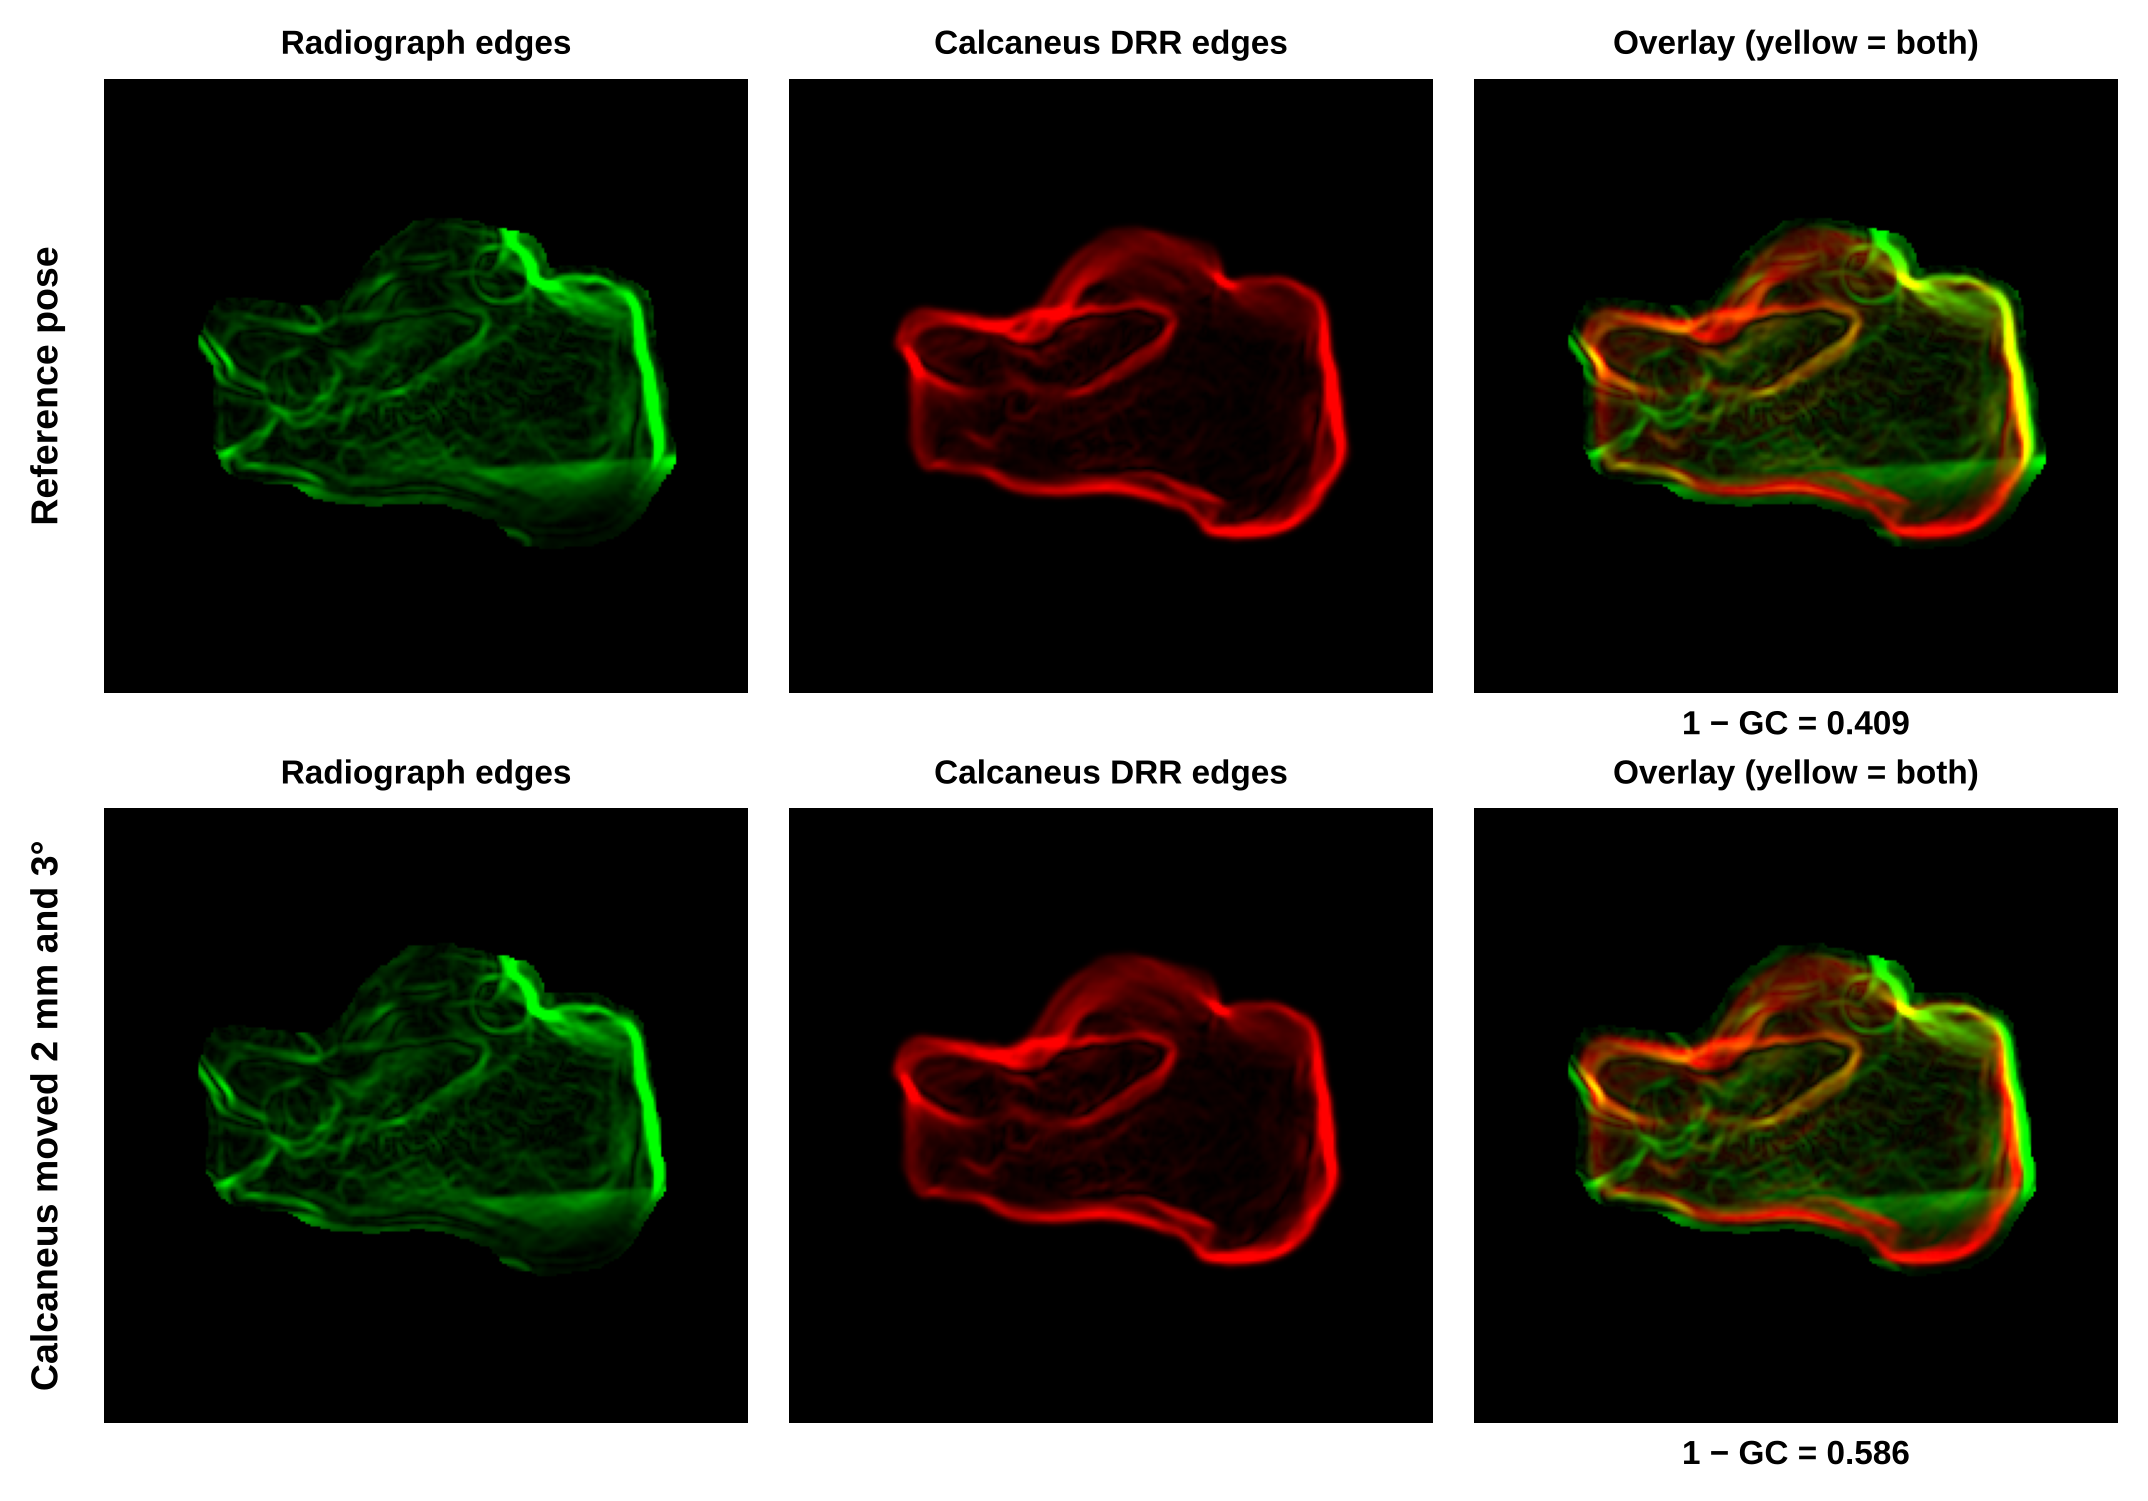 Radiograph edges
Calcaneus DRR edges
Overlay (yellow = both)
Reference pose
1 − GC = 0.409
Radiograph edges
Calcaneus DRR edges
Overlay (yellow = both)
Calcaneus moved 2 mm and 3°
1 − GC = 0.586